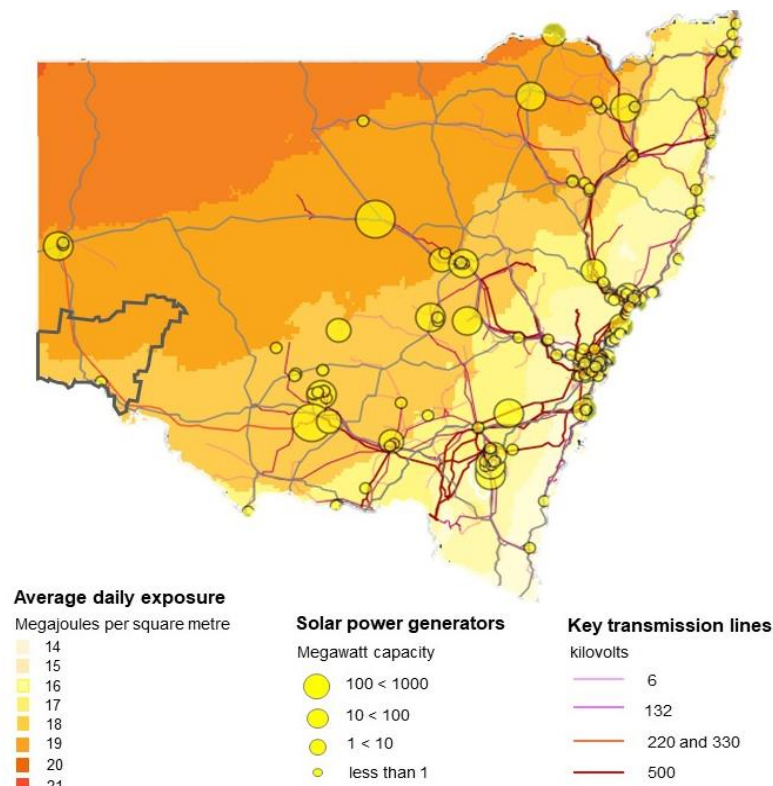 Average daily exposure
Megajoules per square metre
14
15
16
17
18
19
20
21
Solar power generators
Megawatt capacity
100 < 1000
10 < 100
1 < 10
less than 1
Key transmission lines
kilovolts
6
132
220 and 330
500